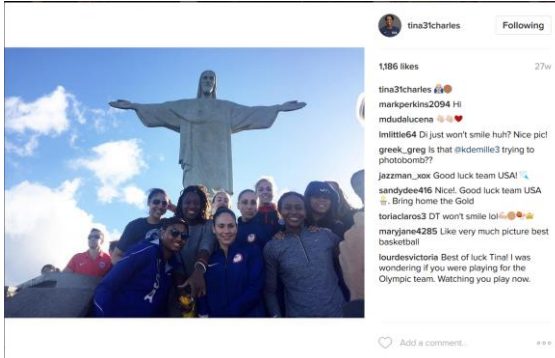 tina31charles
Following
1,186 likes
27w
tina31charles
markperkins2094 Hi
mdudalucena
lmlittle64 Di just won't smile huh? Nice pic!
greek_greg Is that @kdemille3 trying to
photobomb??
jazzman_xox Good luck team USA!
sandydee416 Nice!. Good luck team USA
. Bring home the Gold
toriaclaros3 DT won't smile lol
maryjane4285 Like very much picture best
basketball
lourdesvictoria Best of luck Tina! I was
wondering if you were playing for the
Olympic team. Watching you play now.
Add a comment...